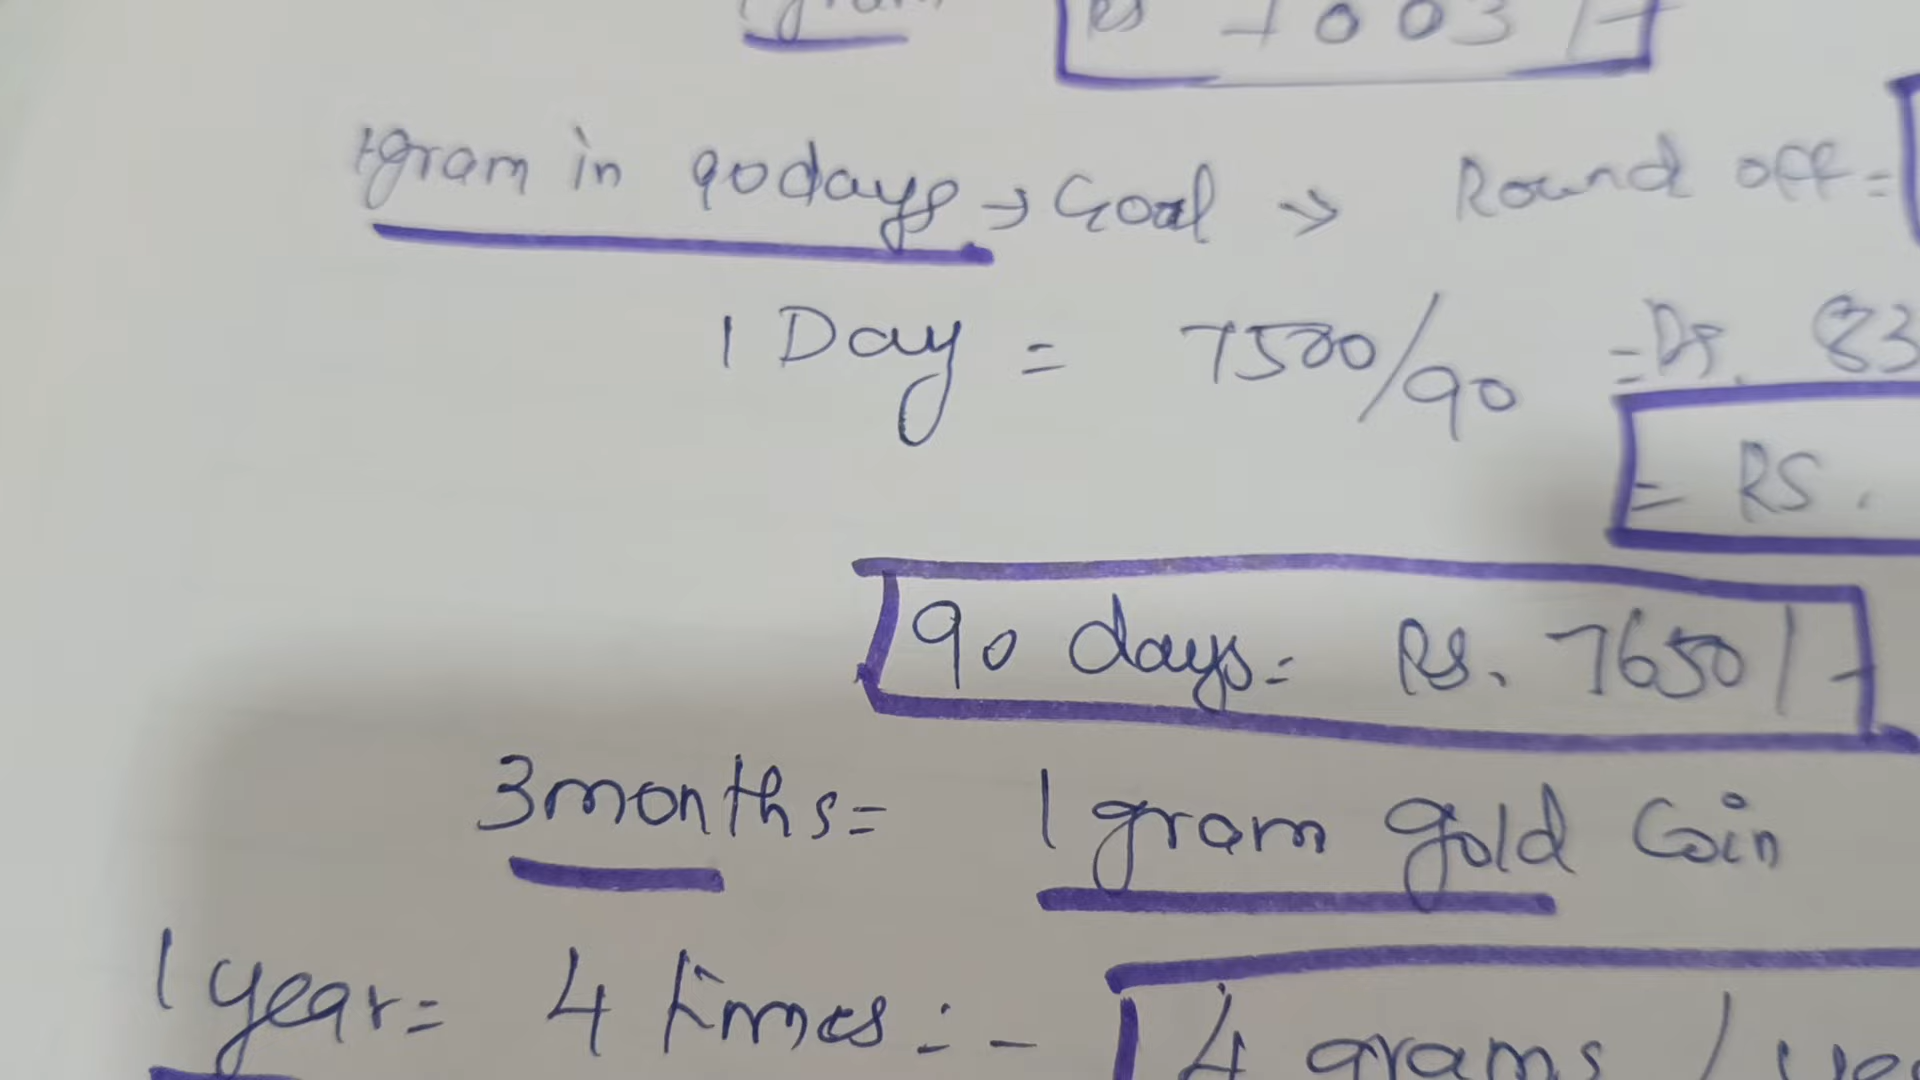 1gram in 90days → Goal → Round off=
1 Day = 7500/90 = Rs. 83
= RS.
90 days= Rs. 7650/-
3months= 1 gram gold Coin
1 year= 4 times:-
4 grams /